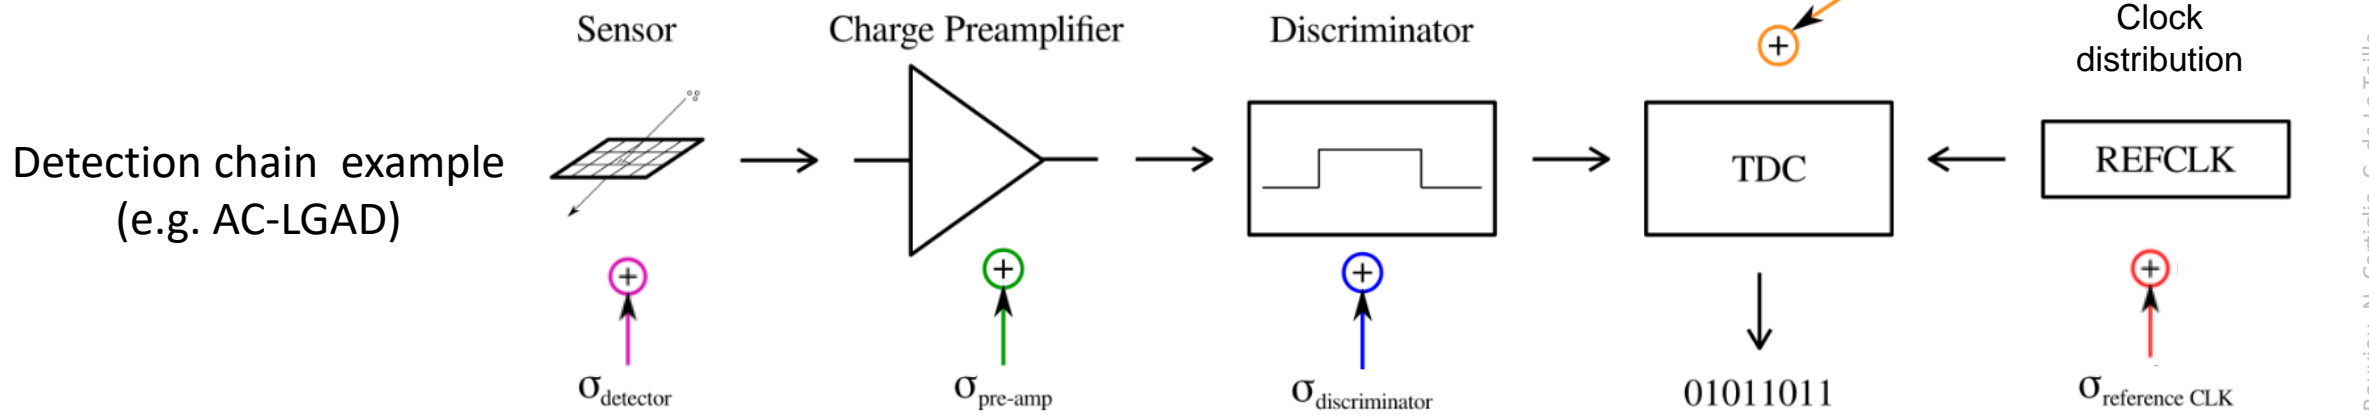 Sensor
Charge Preamplifier
Discriminator
Clock
distribution
Detection chain example
(e.g. AC-LGAD)
TDC
REFCLK
σdetector
σpre-amp
σdiscriminator
01011011
σreference CLK